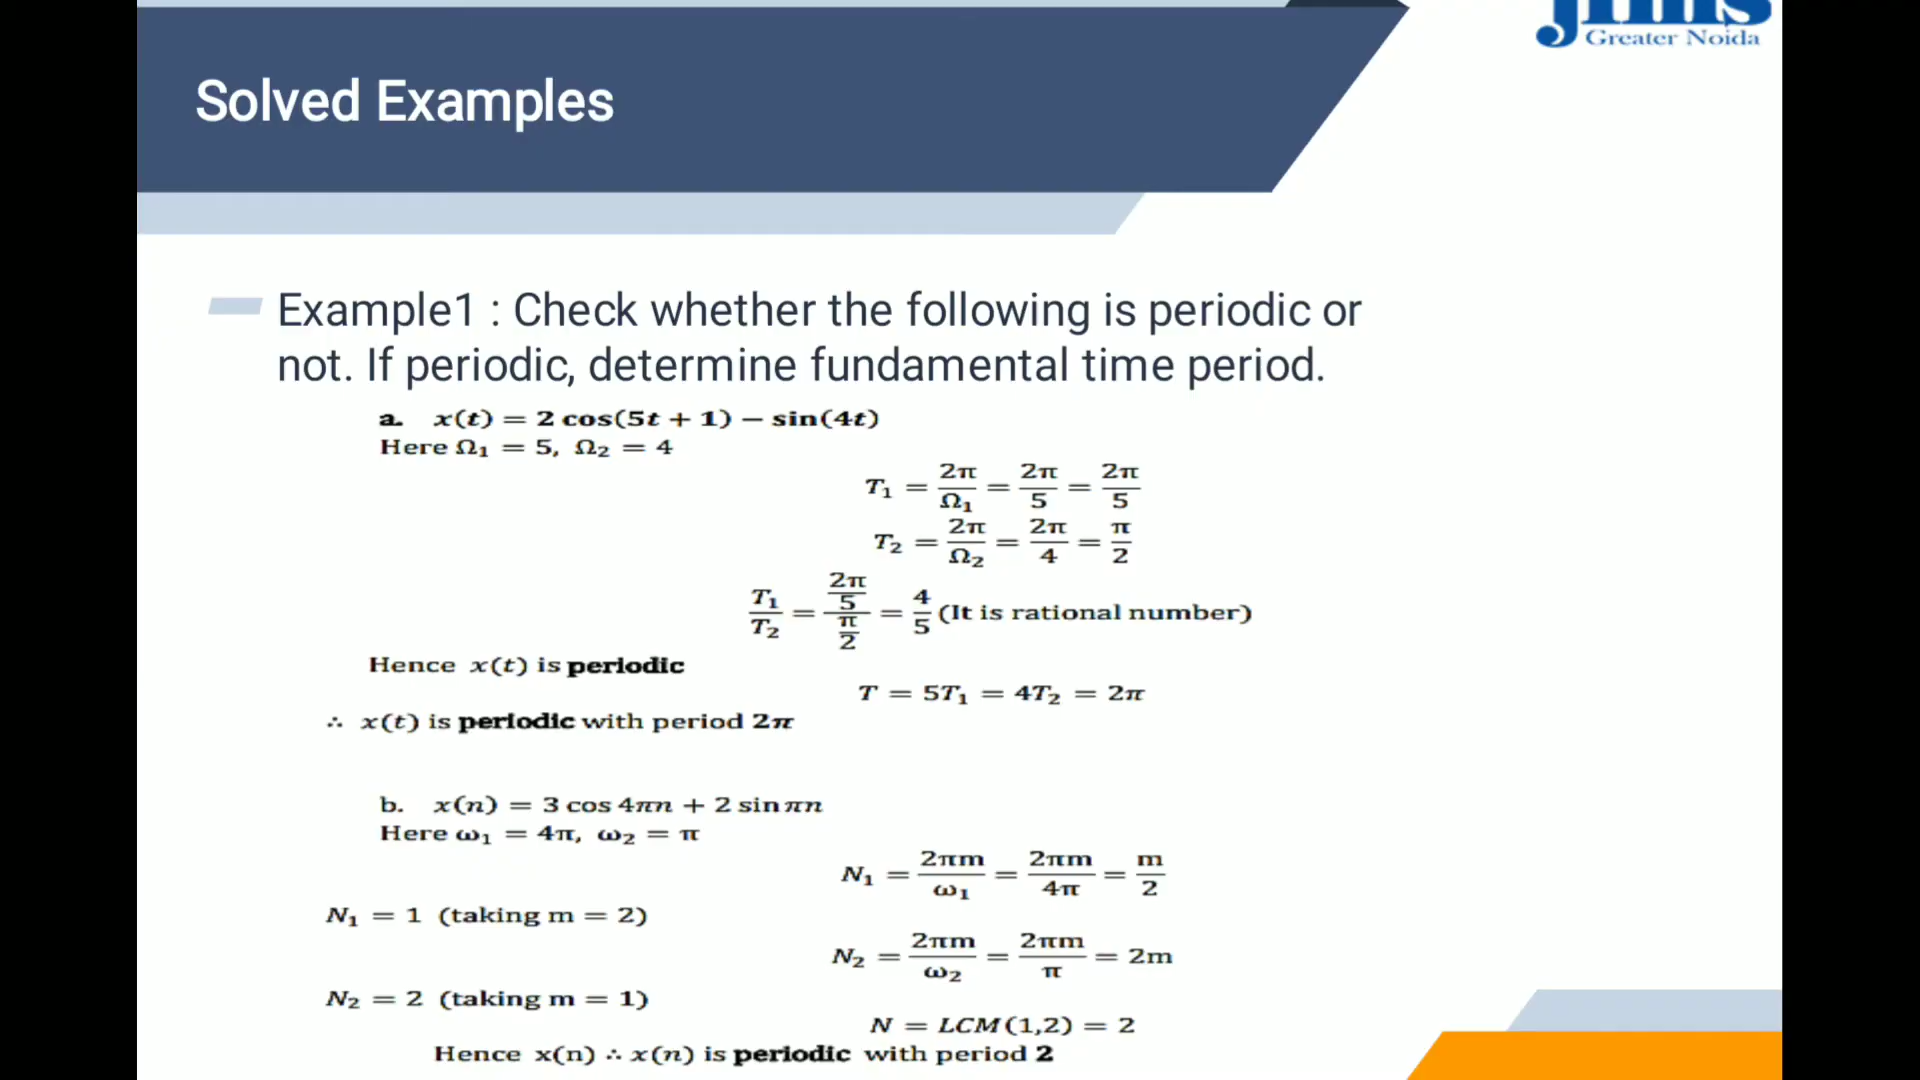 Greater Noida
Solved Examples
Example1 : Check whether the following is periodic or
not. If periodic, determine fundamental time period.
a. x(t) = 2 cos(5t + 1) − sin(4t)
Here Ω₁ = 5, Ω₂ = 4
T₁ = 2π/Ω₁ = 2π/5 = 2π/5
T₂ = 2π/Ω₂ = 2π/4 = π/2
T₁/T₂ = (2π/5)/(π/2) = 4/5 (It is rational number)
Hence x(t) is periodic
T = 5T₁ = 4T₂ = 2π
∴ x(t) is periodic with period 2π
b. x(n) = 3 cos 4πn + 2 sin πn
Here ω₁ = 4π, ω₂ = π
N₁ = 2πm/ω₁ = 2πm/4π = m/2
N₁ = 1 (taking m = 2)
N₂ = 2πm/ω₂ = 2πm/π = 2m
N₂ = 2 (taking m = 1)
N = LCM(1,2) = 2
Hence x(n) ∴ x(n) is periodic with period 2